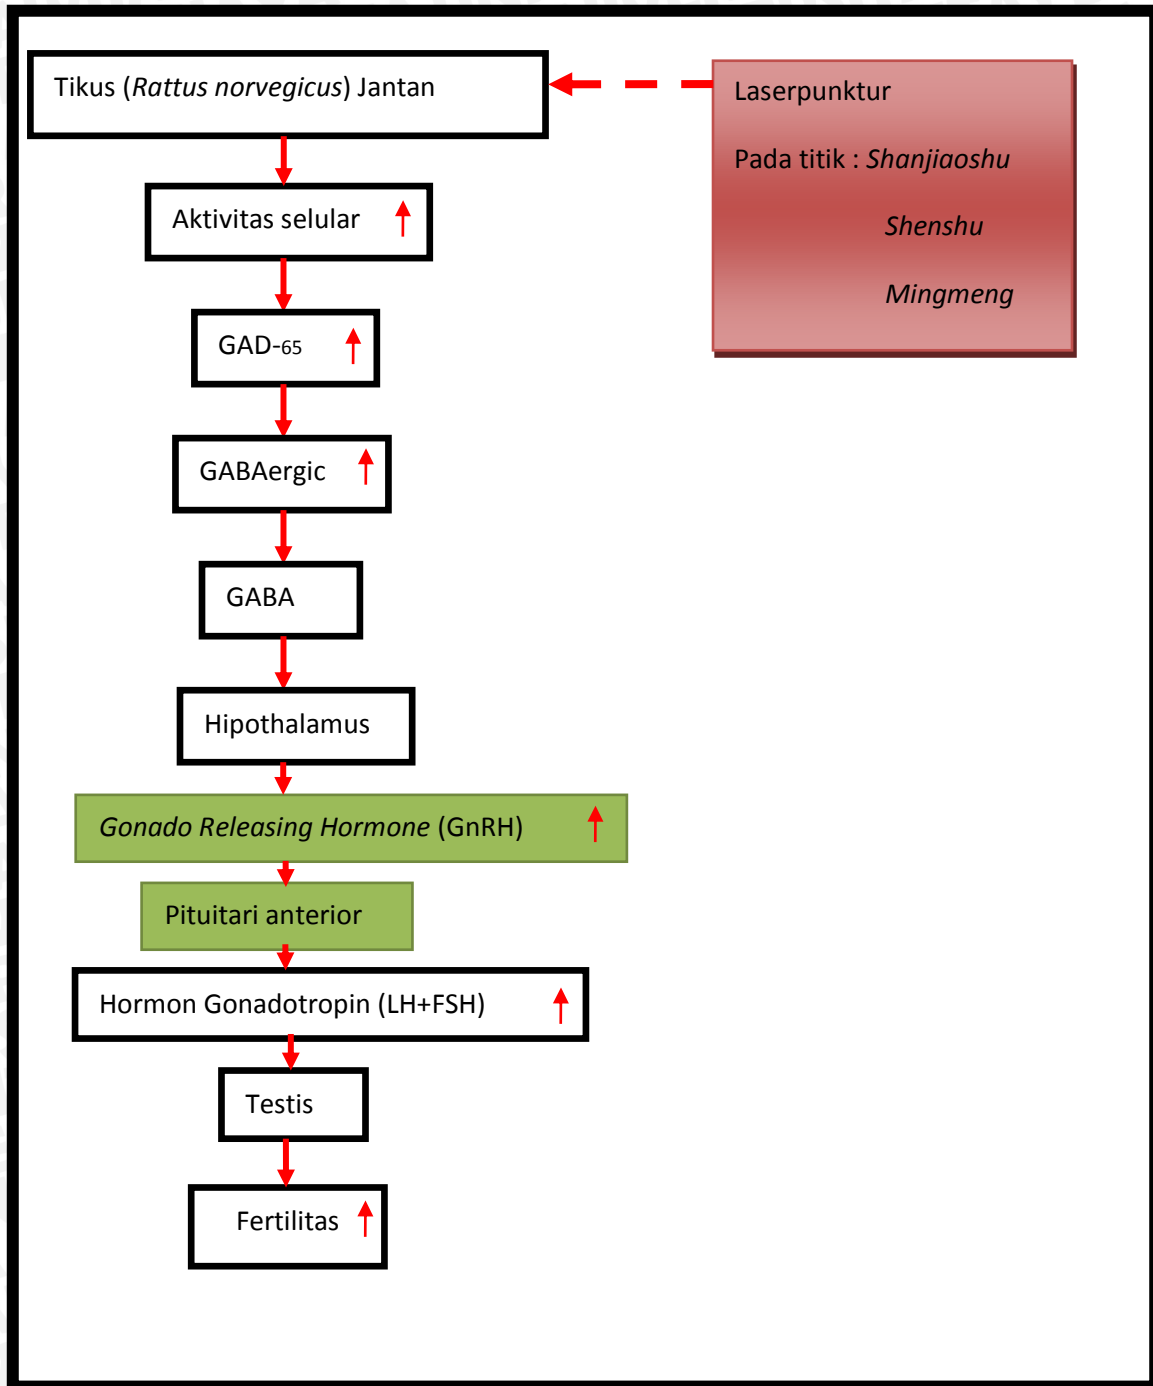 Tikus (Rattus norvegicus) Jantan
Laserpunktur
Pada titik : Shanjiaoshu
Shenshu
Mingmeng
Aktivitas selular
GAD-65
GABAergic
GABA
Hipothalamus
Gonado Releasing Hormone (GnRH)
Pituitari anterior
Hormon Gonadotropin (LH+FSH)
Testis
Fertilitas